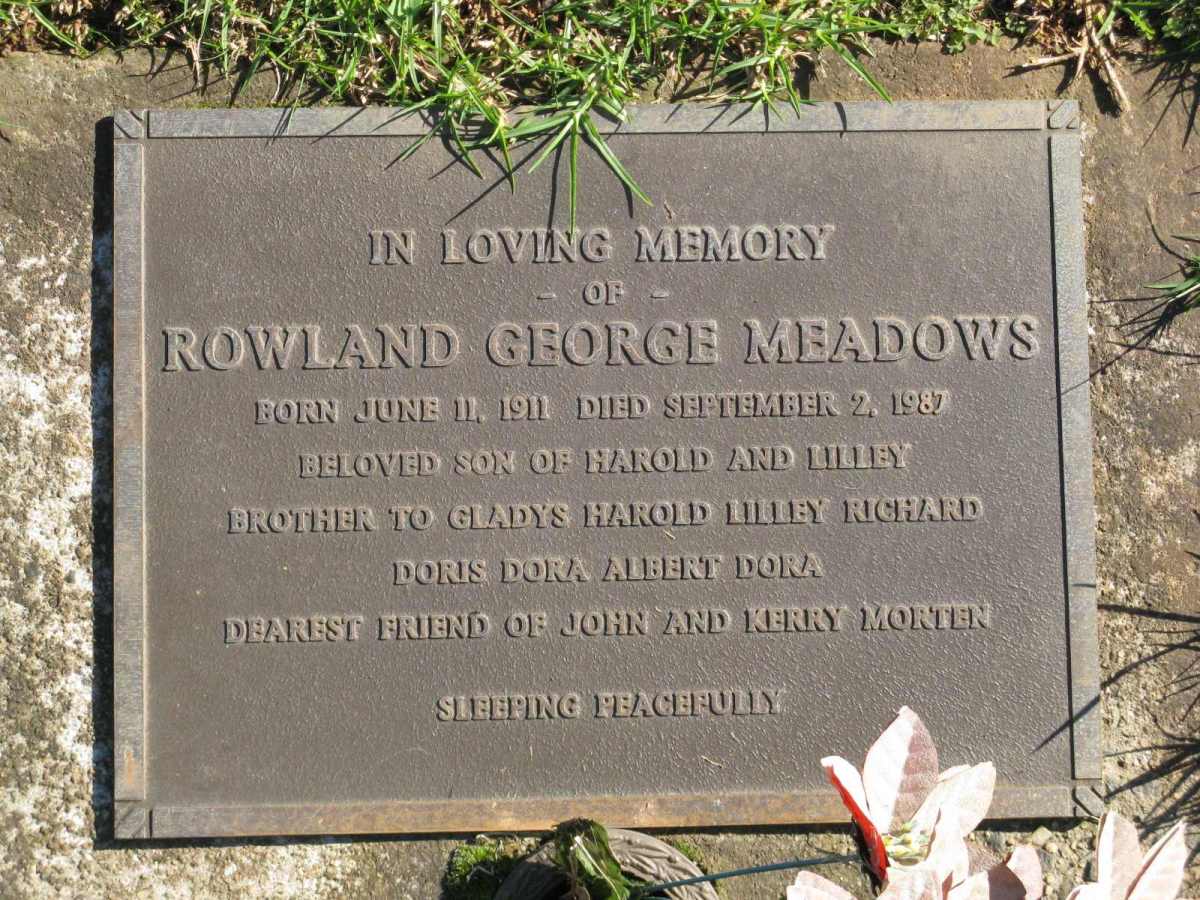 IN LOVING MEMORY
- OF -
ROWLAND GEORGE MEADOWS
BORN JUNE 11, 1911 DIED SEPTEMBER 2, 1987
BELOVED SON OF HAROLD AND LILLEY
BROTHER TO GLADYS HAROLD LILLEY RICHARD
DORIS DORA ALBERT DORA
DEAREST FRIEND OF JOHN AND KERRY MORTEN
SLEEPING PEACEFULLY